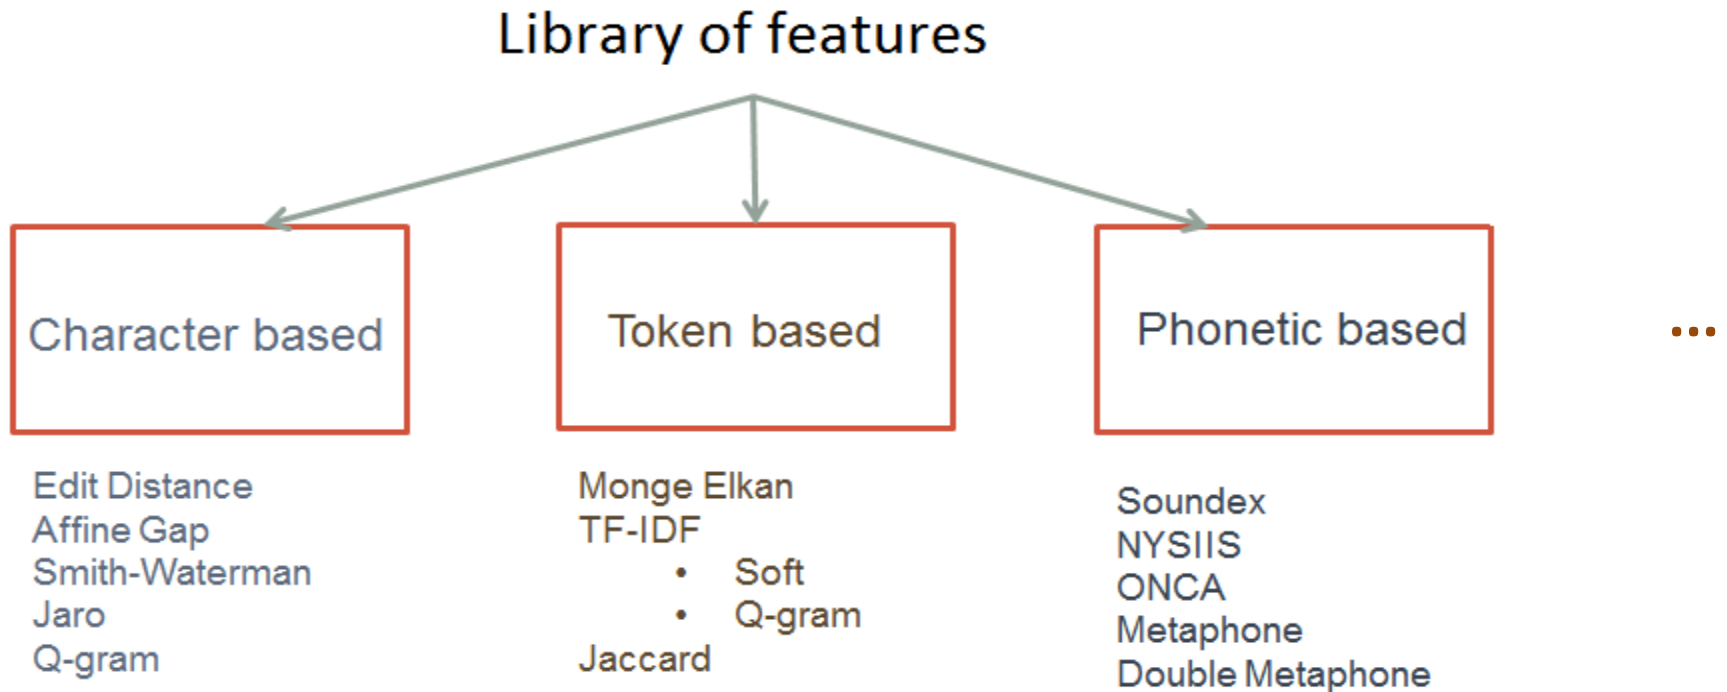 Library of features
Character based
Edit Distance
Affine Gap
Smith-Waterman
Jaro
Q-gram
Token based
Monge Elkan
TF-IDF
• Soft
• Q-gram
Jaccard
Phonetic based
Soundex
NYSIIS
ONCA
Metaphone
Double Metaphone
...